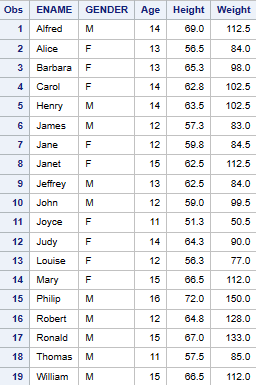 Obs ENAME GENDER Age Height Weight
1 Alfred M 14 69.0 112.5
2 Alice F 13 56.5 84.0
3 Barbara F 13 65.3 98.0
4 Carol F 14 62.8 102.5
5 Henry M 14 63.5 102.5
6 James M 12 57.3 83.0
7 Jane F 12 59.8 84.5
8 Janet F 15 62.5 112.5
9 Jeffrey M 13 62.5 84.0
10 John M 12 59.0 99.5
11 Joyce F 11 51.3 50.5
12 Judy F 14 64.3 90.0
13 Louise F 12 56.3 77.0
14 Mary F 15 66.5 112.0
15 Philip M 16 72.0 150.0
16 Robert M 12 64.8 128.0
17 Ronald M 15 67.0 133.0
18 Thomas M 11 57.5 85.0
19 William M 15 66.5 112.0